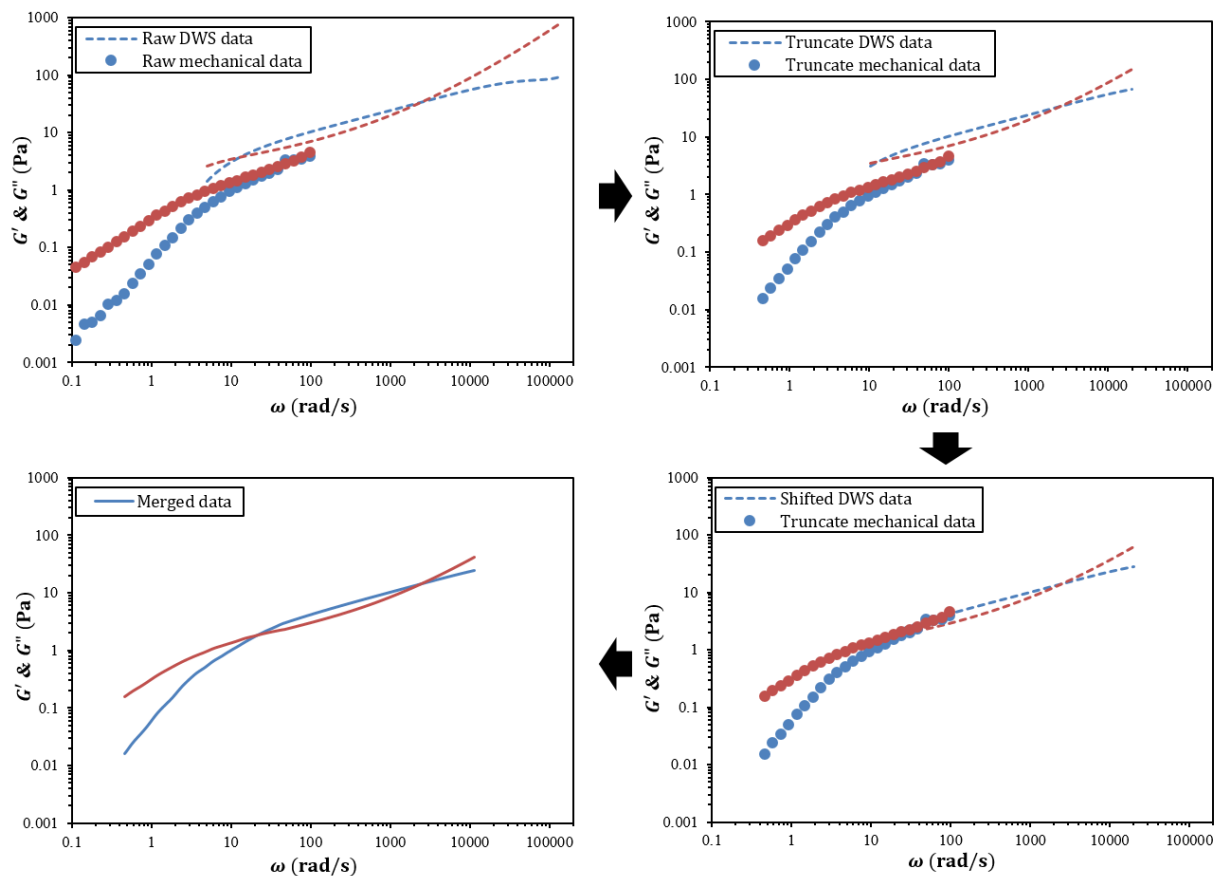 1000
100
10
1
0.1
0.01
0.001
G′ & G″ (Pa)
Raw DWS data
Raw mechanical data
0.1 1 10 100 1000 10000 100000
ω (rad/s)
1000
100
10
1
0.1
0.01
0.001
G′ & G″ (Pa)
Truncate DWS data
Truncate mechanical data
0.1 1 10 100 1000 10000 100000
ω (rad/s)
1000
100
10
1
0.1
0.01
0.001
G′ & G″ (Pa)
Merged data
0.1 1 10 100 1000 10000 100000
ω (rad/s)
1000
100
10
1
0.1
0.01
0.001
G′ & G″ (Pa)
Shifted DWS data
Truncate mechanical data
0.1 1 10 100 1000 10000 100000
ω (rad/s)